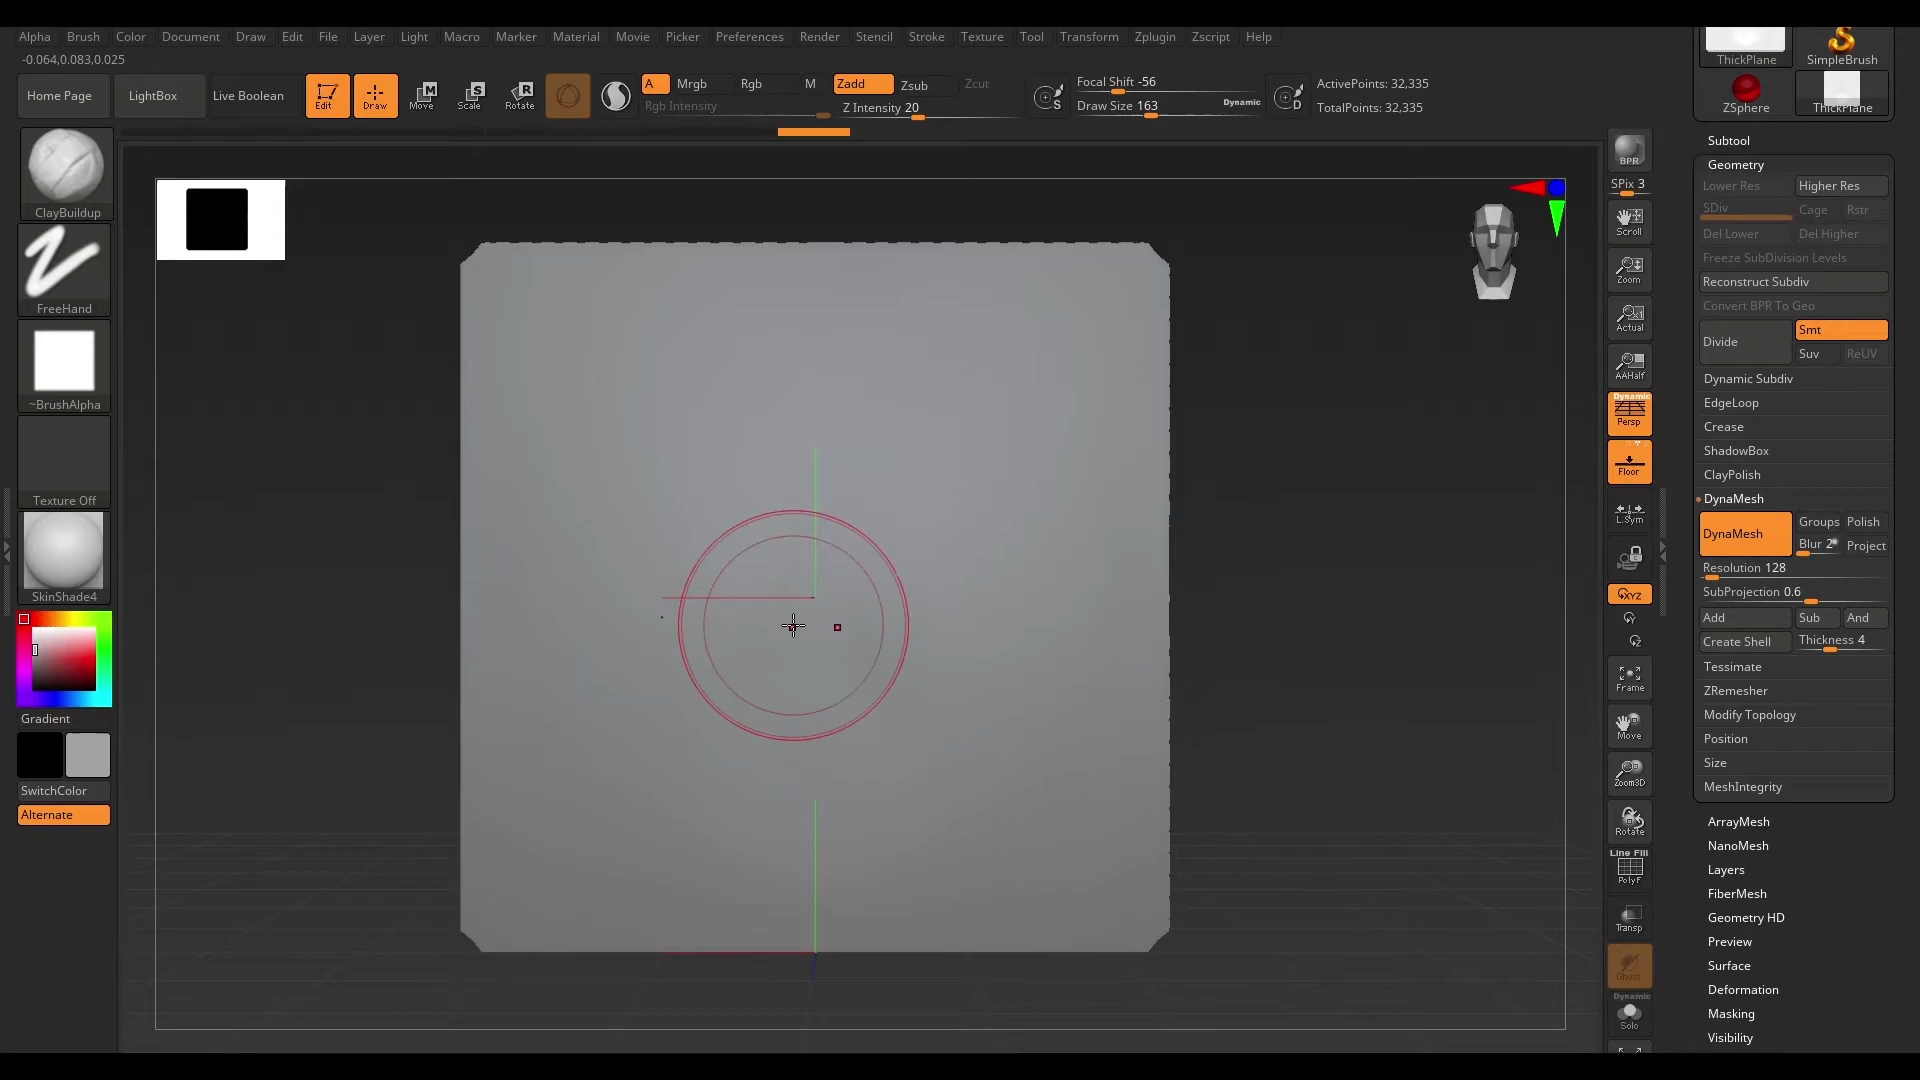 Alpha Brush Color Document Draw Edit File Layer Light Macro Marker Material Movie Picker Preferences Render Stencil Stroke Texture Tool Transform Zplugin Zscript Help
-0.064,0.083,0.025
Home Page LightBox Live Boolean Edit Draw Move Scale Rotate
A Mrgb Rgb M Zadd Zsub Zcut
Rgb Intensity Z Intensity 20
Focal Shift -56
Draw Size 163 Dynamic
ActivePoints: 32,335
TotalPoints: 32,335
ThickPlane SimpleBrush
ZSphere ThickPlane
ClayBuildup
FreeHand
~BrushAlpha
Texture Off
SkinShade4
Gradient
SwitchColor
Alternate
BPR
SPix 3
Scroll
Zoom
Actual
AAHalf
Dynamic
Persp
Floor
L.Sym
XYZ
Y
Z
Frame
Move
Zoom3D
Rotate
Line Fill
PolyF
Transp
Ghost
Dynamic
Solo
Subtool
Geometry
Lower Res Higher Res
SDiv Cage Rstr
Del Lower Del Higher
Freeze SubDivision Levels
Reconstruct Subdiv
Convert BPR To Geo
Divide Smt
Suv ReUV
Dynamic Subdiv
EdgeLoop
Crease
ShadowBox
ClayPolish
DynaMesh
DynaMesh Groups Polish
Blur 2 Project
Resolution 128
SubProjection 0.6
Add Sub And
Create Shell Thickness 4
Tessimate
ZRemesher
Modify Topology
Position
Size
MeshIntegrity
ArrayMesh
NanoMesh
Layers
FiberMesh
Geometry HD
Preview
Surface
Deformation
Masking
Visibility